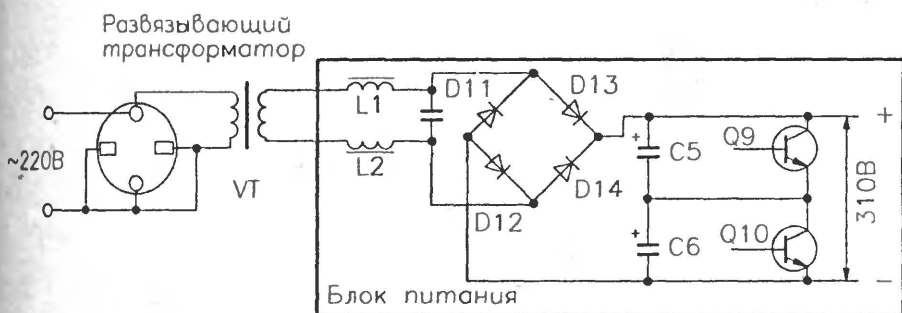 Развязывающий
трансформатор
~220В
VT
L1
L2
D11
D13
D12
D14
+
C5
+
C6
Q9
Q10
+
310В
−
Блок питания